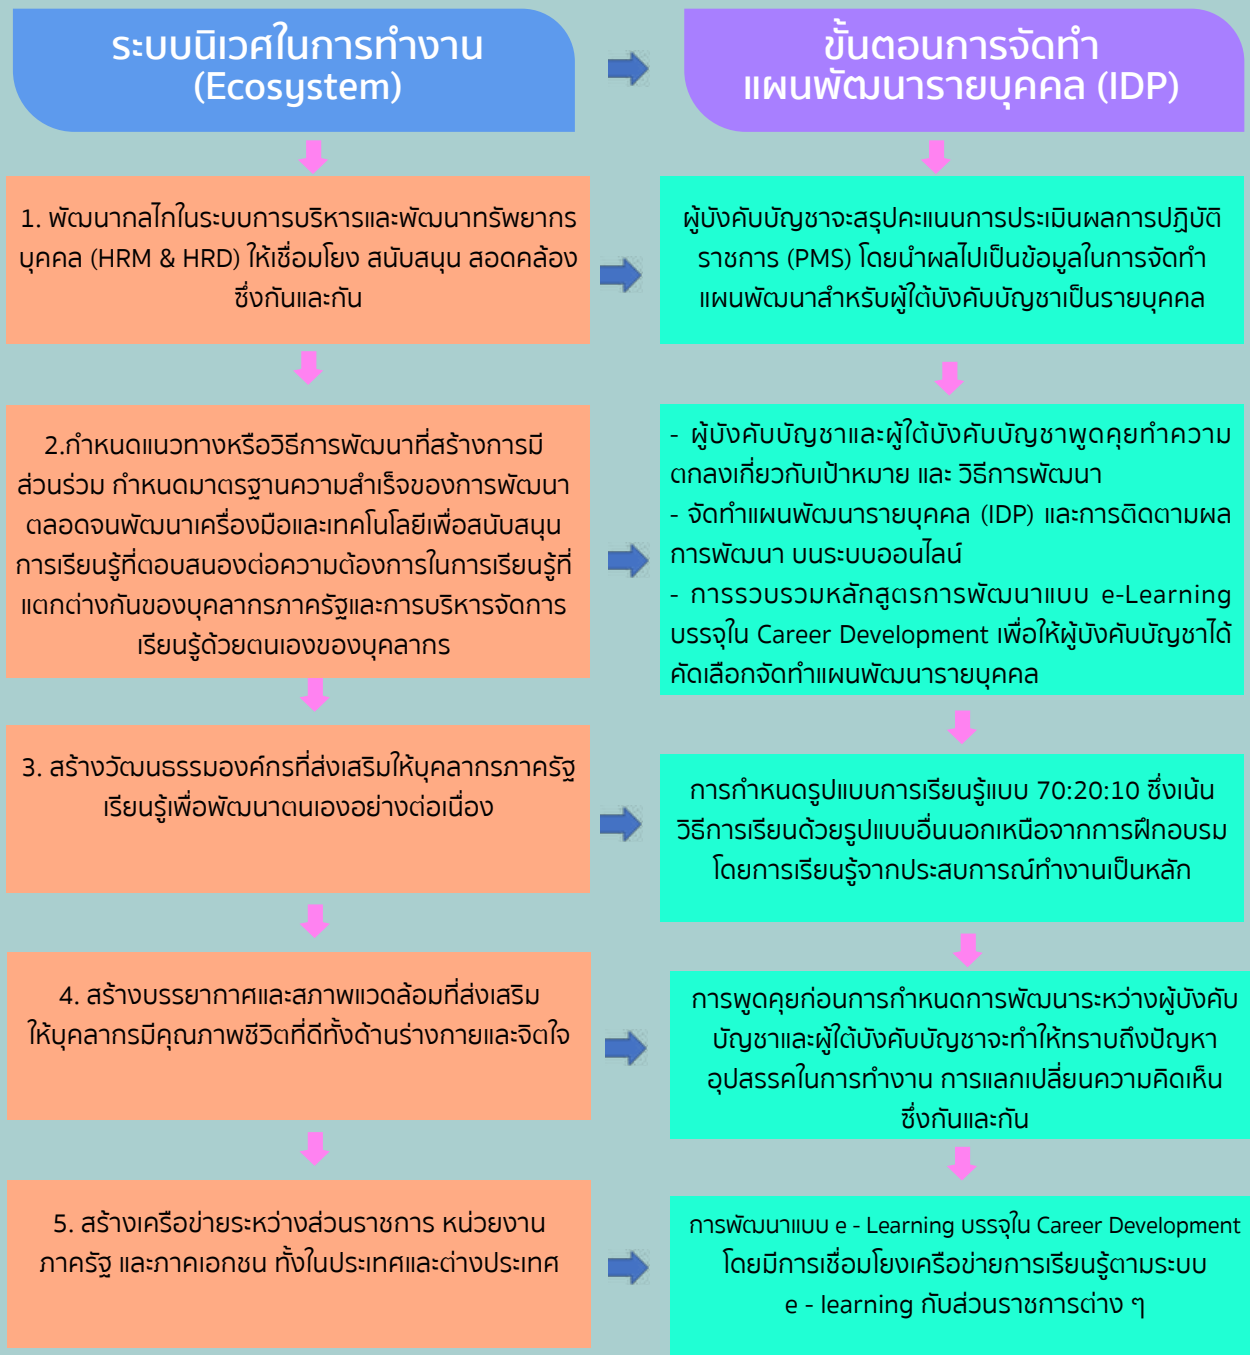 ระบบนิเวศในการทำงาน
(Ecosystem)
ขั้นตอนการจัดทำ
แผนพัฒนารายบุคคล (IDP)
1. พัฒนากลไกในระบบการบริหารและพัฒนาทรัพยากร
บุคคล (HRM & HRD) ให้เชื่อมโยง สนับสนุน สอดคล้อง
ซึ่งกันและกัน
ผู้บังคับบัญชาจะสรุปคะแนนการประเมินผลการปฏิบัติ
ราชการ (PMS) โดยนำผลไปเป็นข้อมูลในการจัดทำ
แผนพัฒนาสำหรับผู้ใต้บังคับบัญชาเป็นรายบุคคล
2.กำหนดแนวทางหรือวิธีการพัฒนาที่สร้างการมี
ส่วนร่วม กำหนดมาตรฐานความสำเร็จของการพัฒนา
ตลอดจนพัฒนาเครื่องมือและเทคโนโลยีเพื่อสนับสนุน
การเรียนรู้ที่ตอบสนองต่อความต้องการในการเรียนรู้ที่
แตกต่างกันของบุคลากรภาครัฐและการบริหารจัดการ
เรียนรู้ด้วยตนเองของบุคลากร
- ผู้บังคับบัญชาและผู้ใต้บังคับบัญชาพูดคุยทำความ
ตกลงเกี่ยวกับเป้าหมาย และ วิธีการพัฒนา
- จัดทำแผนพัฒนารายบุคคล (IDP) และการติดตามผล
การพัฒนา บนระบบออนไลน์
- การรวบรวมหลักสูตรการพัฒนาแบบ e-Learning
บรรจุใน Career Development เพื่อให้ผู้บังคับบัญชาได้
คัดเลือกจัดทำแผนพัฒนารายบุคคล
3. สร้างวัฒนธรรมองค์กรที่ส่งเสริมให้บุคลากรภาครัฐ
เรียนรู้เพื่อพัฒนาตนเองอย่างต่อเนื่อง
การกำหนดรูปแบบการเรียนรู้แบบ 70:20:10 ซึ่งเน้น
วิธีการเรียนด้วยรูปแบบอื่นนอกเหนือจากการฝึกอบรม
โดยการเรียนรู้จากประสบการณ์ทำงานเป็นหลัก
4. สร้างบรรยากาศและสภาพแวดล้อมที่ส่งเสริม
ให้บุคลากรมีคุณภาพชีวิตที่ดีทั้งด้านร่างกายและจิตใจ
การพูดคุยก่อนการกำหนดการพัฒนาระหว่างผู้บังคับ
บัญชาและผู้ใต้บังคับบัญชาจะทำให้ทราบถึงปัญหา
อุปสรรคในการทำงาน การแลกเปลี่ยนความคิดเห็น
ซึ่งกันและกัน
5. สร้างเครือข่ายระหว่างส่วนราชการ หน่วยงาน
ภาครัฐ และภาคเอกชน ทั้งในประเทศและต่างประเทศ
การพัฒนาแบบ e - Learning บรรจุใน Career Development
โดยมีการเชื่อมโยงเครือข่ายการเรียนรู้ตามระบบ
e - learning กับส่วนราชการต่าง ๆ